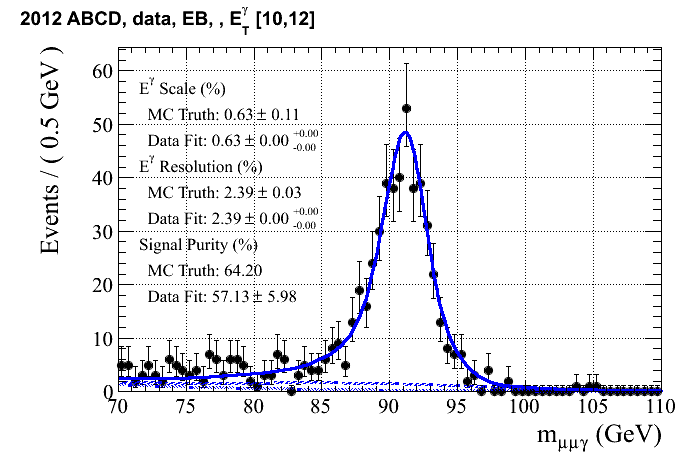 2012 ABCD, data, EB, , E_T^γ [10,12]
Events / ( 0.5 GeV )
60
50
40
30
20
10
0
E^γ Scale (%)
MC Truth: 0.63 ± 0.11
Data Fit: 0.63 ± 0.00 +0.00 -0.00
E^γ Resolution (%)
MC Truth: 2.39 ± 0.03
Data Fit: 2.39 ± 0.00 +0.00 -0.00
Signal Purity (%)
MC Truth: 64.20
Data Fit: 57.13 ± 5.98
70 75 80 85 90 95 100 105 110
m_μμγ (GeV)